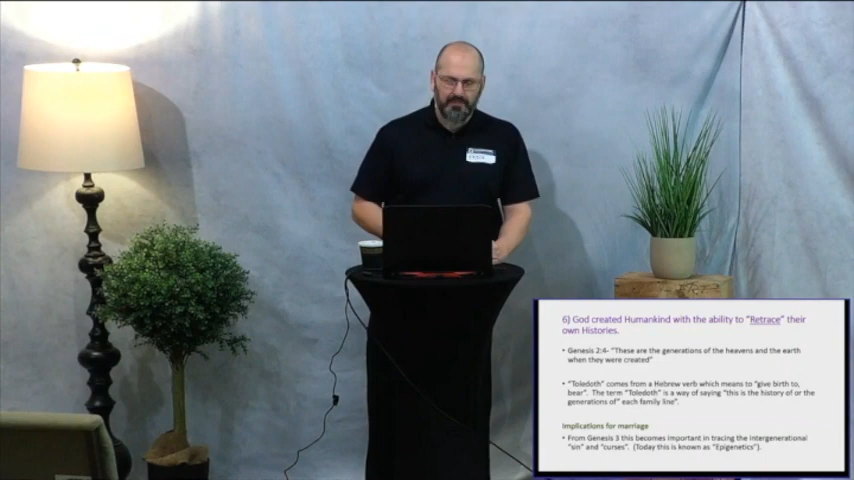 6) God created Humankind with the ability to "Retrace" their
own Histories.
• Genesis 2:4- "These are the generations of the heavens and the earth
when they were created"
• "Toledoth" comes from a Hebrew verb which means to "give birth to,
bear". The term "Toledoth" is a way of saying "this is the history of or the
generations of" each family line".
Implications for marriage
• From Genesis 3 this becomes important in tracing the intergenerational
"sin" and "curses". (Today this is known as "Epigenetics").